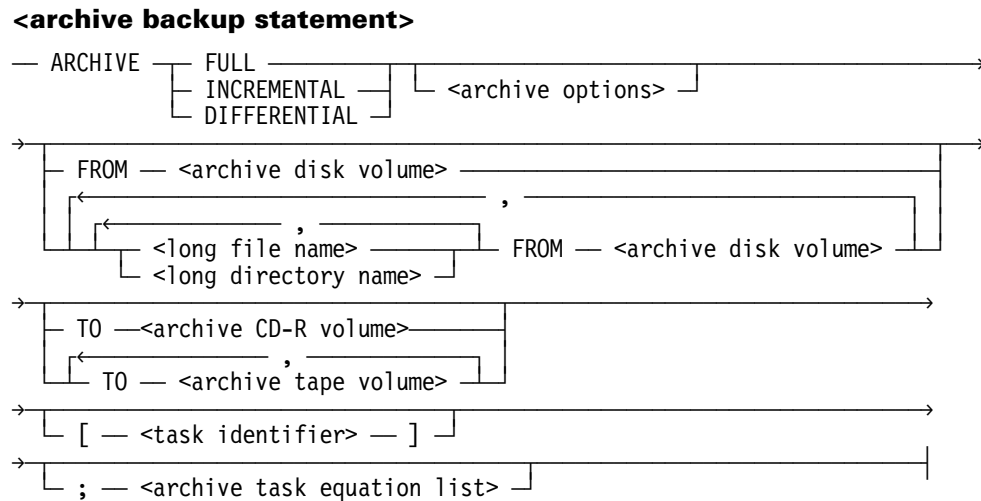 <archive backup statement>
ARCHIVE FULL
INCREMENTAL <archive options>
DIFFERENTIAL
FROM <archive disk volume>
,
,
<long file name> FROM <archive disk volume>
<long directory name>
TO <archive CD-R volume>
,
TO <archive tape volume>
[ <task identifier> ]
; <archive task equation list>